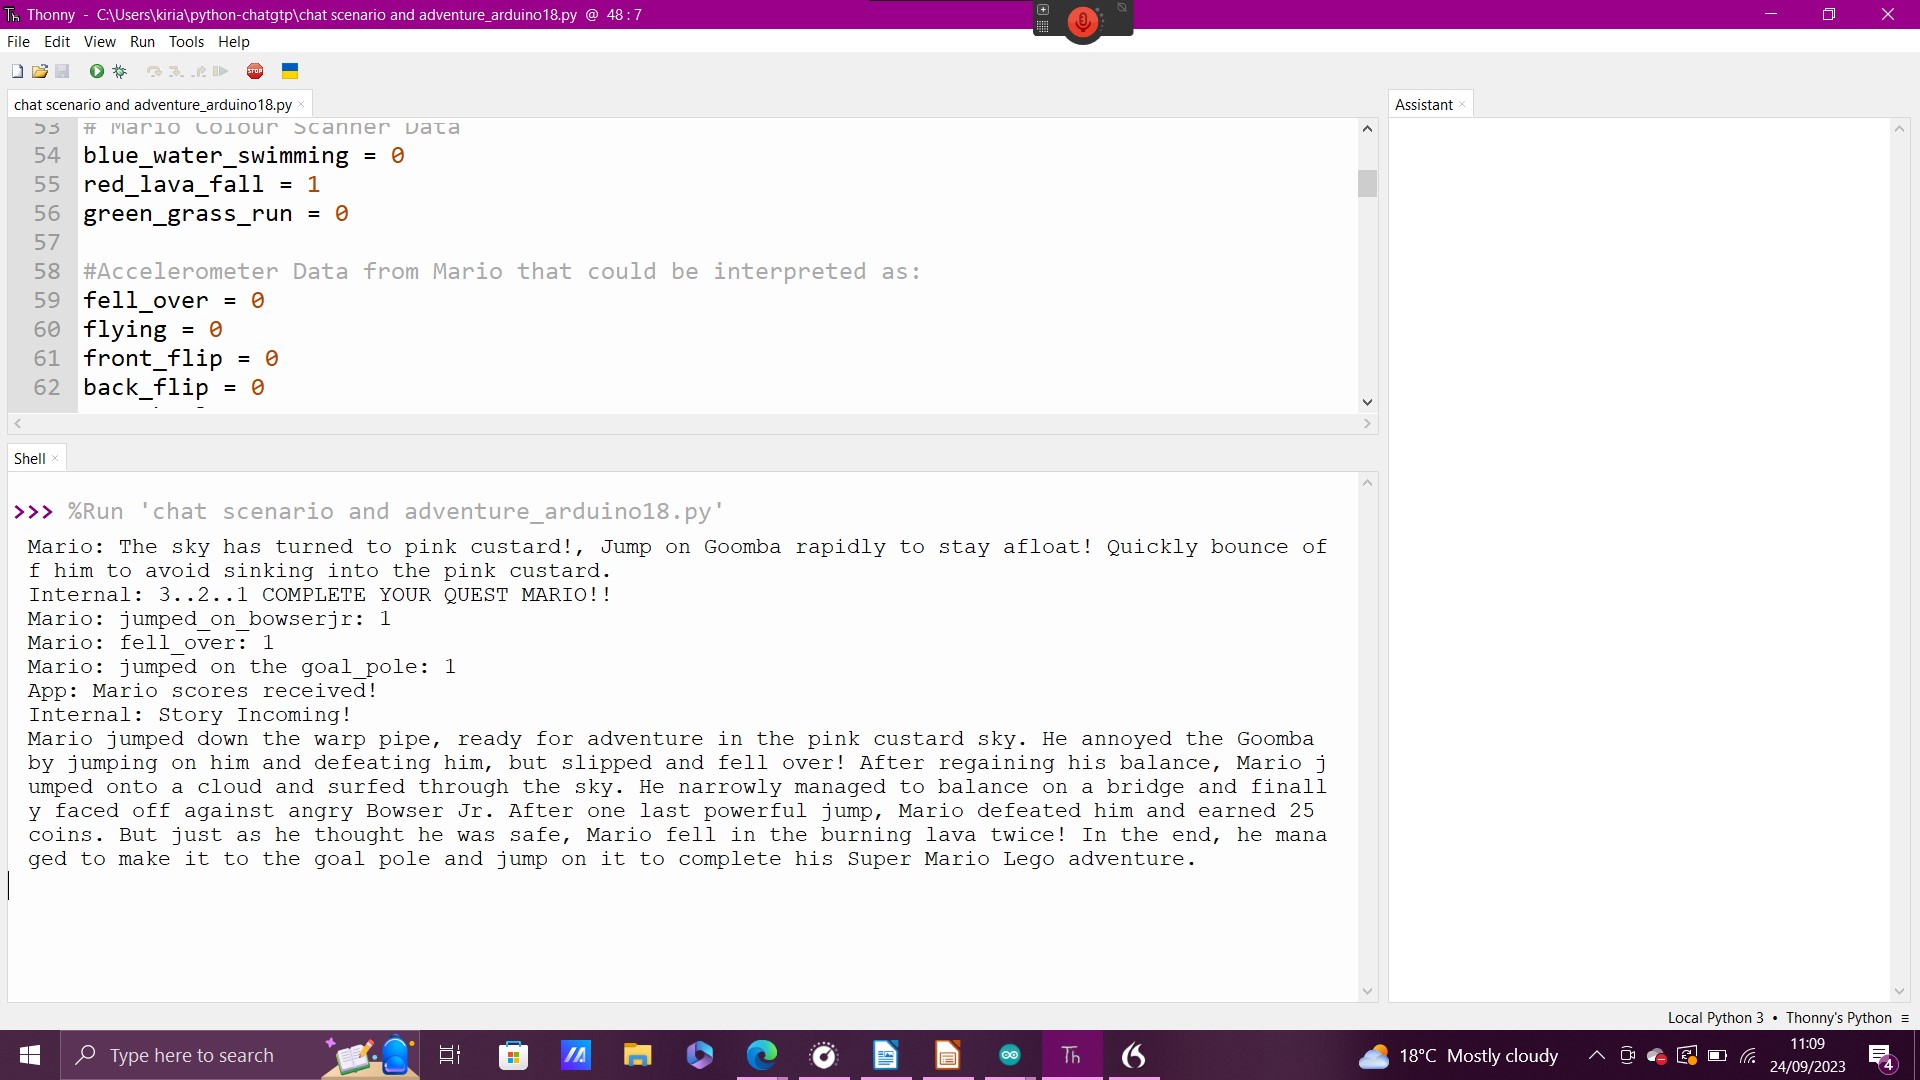 Th Thonny - C:\Users\kiria\python-chatgtp\chat scenario and adventure_arduino18.py @ 48 : 7
File Edit View Run Tools Help
STOP
chat scenario and adventure_arduino18.py ×
Assistant ×
53 # Mario Colour Scanner Data
54 blue_water_swimming = 0
55 red_lava_fall = 1
56 green_grass_run = 0
57
58 #Accelerometer Data from Mario that could be interpreted as:
59 fell_over = 0
60 flying = 0
61 front_flip = 0
62 back_flip = 0
Shell ×
>>> %Run 'chat scenario and adventure_arduino18.py'
Mario: The sky has turned to pink custard!, Jump on Goomba rapidly to stay afloat! Quickly bounce of
f him to avoid sinking into the pink custard.
Internal: 3..2..1 COMPLETE YOUR QUEST MARIO!!
Mario: jumped_on_bowserjr: 1
Mario: fell_over: 1
Mario: jumped on the goal_pole: 1
App: Mario scores received!
Internal: Story Incoming!
Mario jumped down the warp pipe, ready for adventure in the pink custard sky. He annoyed the Goomba
by jumping on him and defeating him, but slipped and fell over! After regaining his balance, Mario j
umped onto a cloud and surfed through the sky. He narrowly managed to balance on a bridge and finall
y faced off against angry Bowser Jr. After one last powerful jump, Mario defeated him and earned 25
coins. But just as he thought he was safe, Mario fell in the burning lava twice! In the end, he mana
ged to make it to the goal pole and jump on it to complete his Super Mario Lego adventure.
Local Python 3 • Thonny's Python ≡
Type here to search
Th
18°C Mostly cloudy
11:09
24/09/2023
4